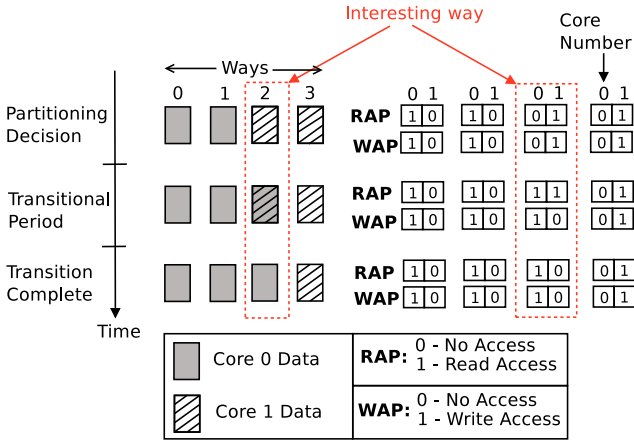 Interesting way
Core
Number
Ways
0 1 2 3
0 1 0 1 0 1 0 1
Partitioning
Decision
RAP 1 0 1 0 0 1 0 1
WAP 1 0 1 0 0 1 0 1
Transitional
Period
RAP 1 0 1 0 1 1 0 1
WAP 1 0 1 0 1 0 0 1
Transition
Complete
RAP 1 0 1 0 1 0 0 1
WAP 1 0 1 0 1 0 0 1
Time
Core 0 Data
Core 1 Data
RAP: 0 - No Access
1 - Read Access
WAP: 0 - No Access
1 - Write Access